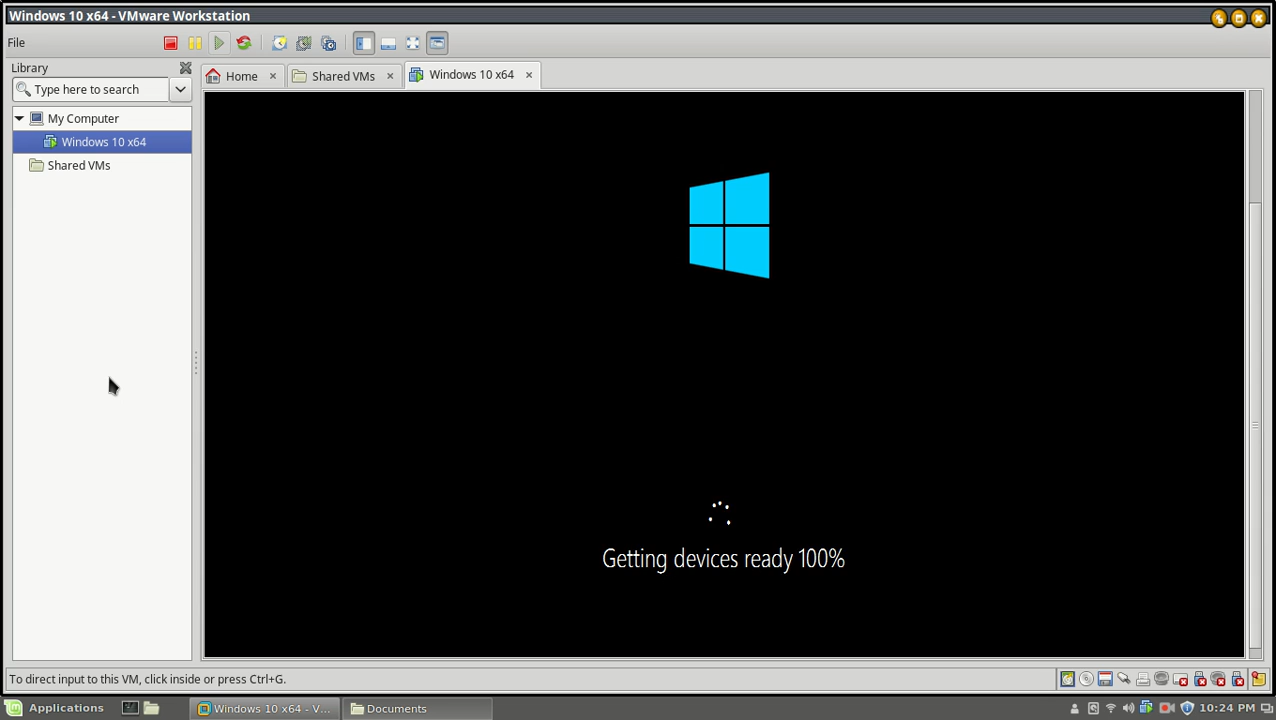 Windows 10 x64 - VMware Workstation
File
Library
Type here to search
My Computer
Windows 10 x64
Shared VMs
Home
Shared VMs
Windows 10 x64
Getting devices ready 100%
To direct input to this VM, click inside or press Ctrl+G.
Applications
Windows 10 x64 - V...
Documents
10:24 PM